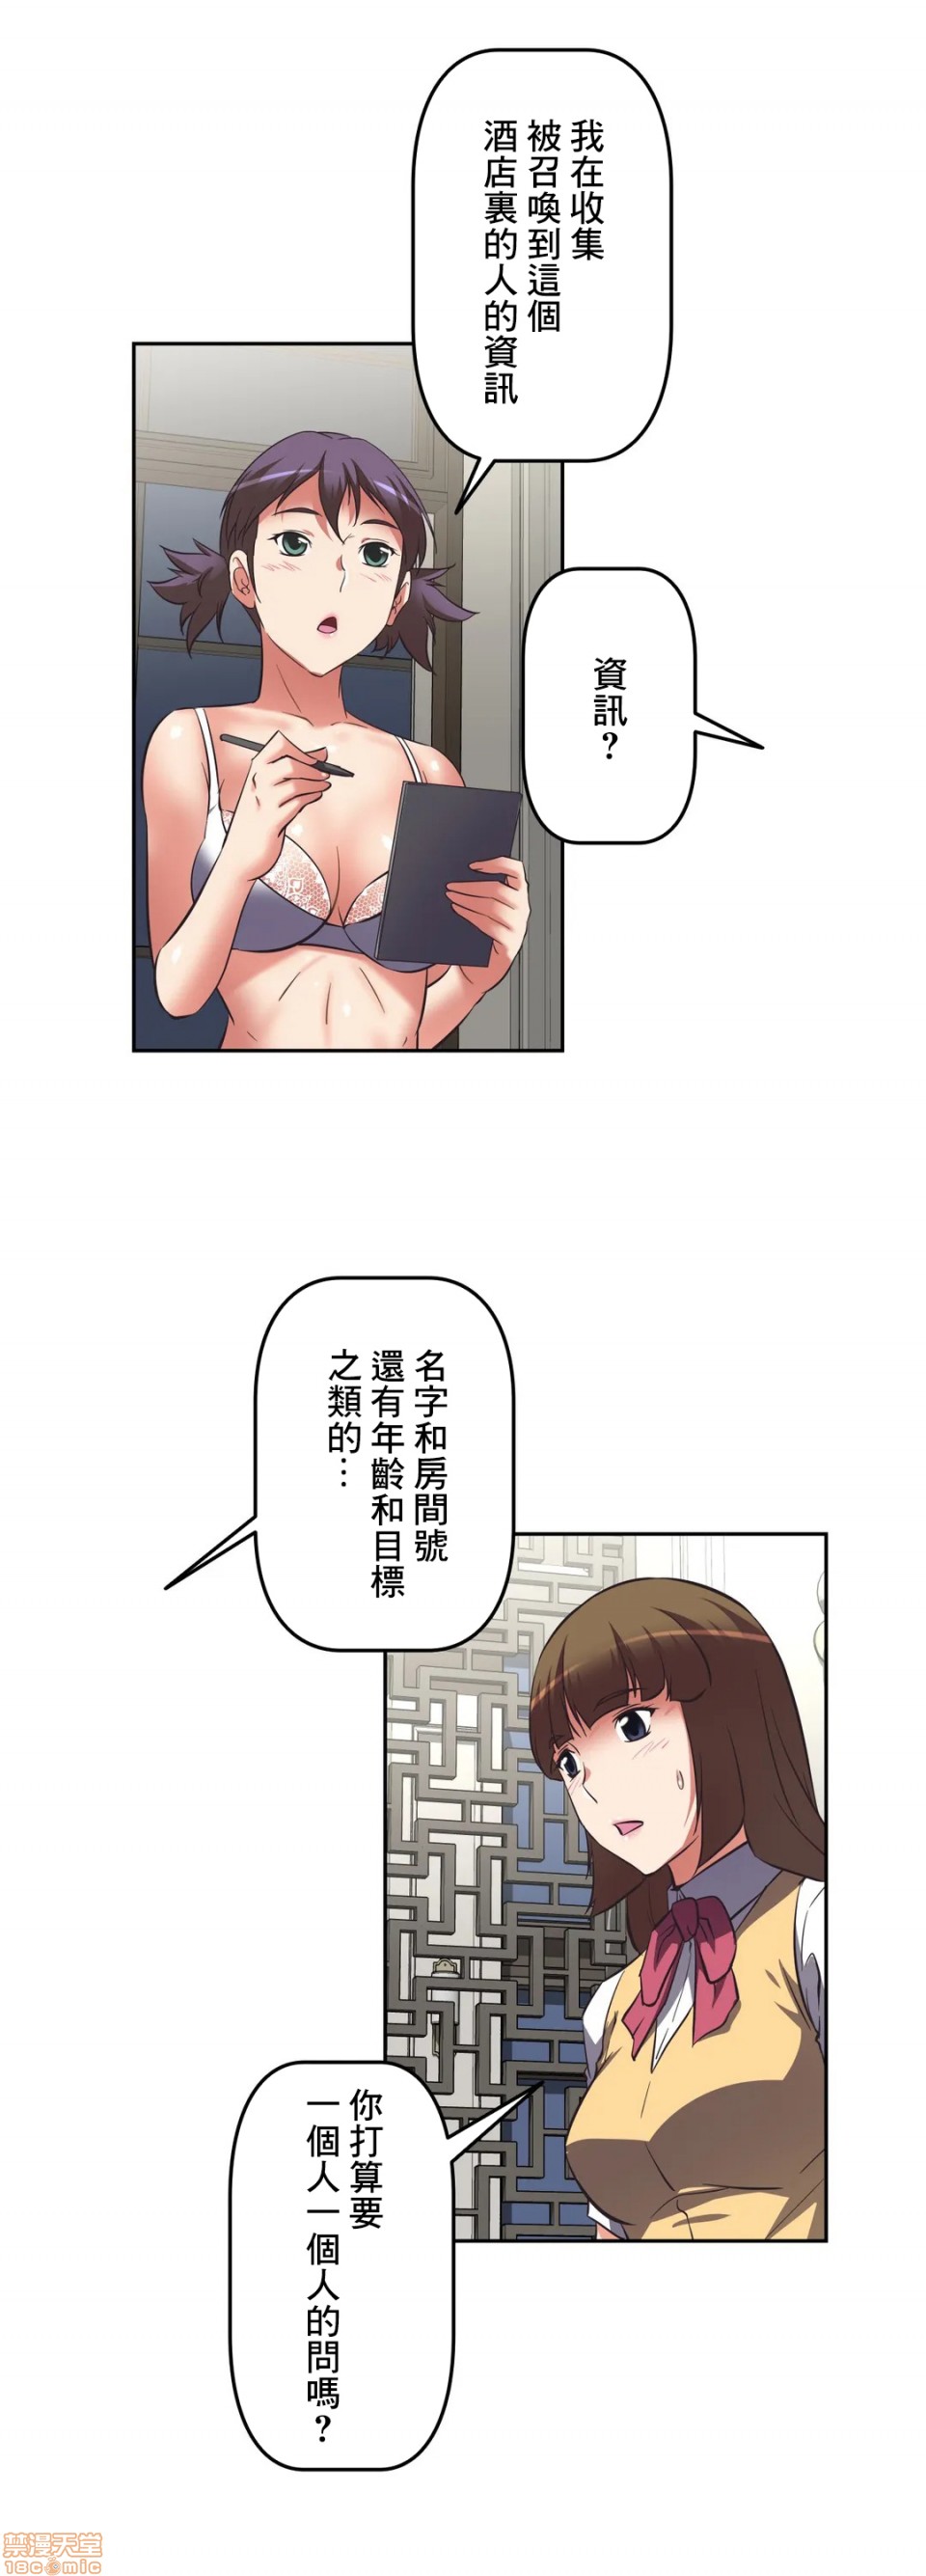 我在收集
被召喚到這個
酒店裏的人的資訊
資訊?
名字和房間號
還有年齡和目標
之類的…
你打算要
一個人一個人的問嗎?
禁漫天堂
18comic